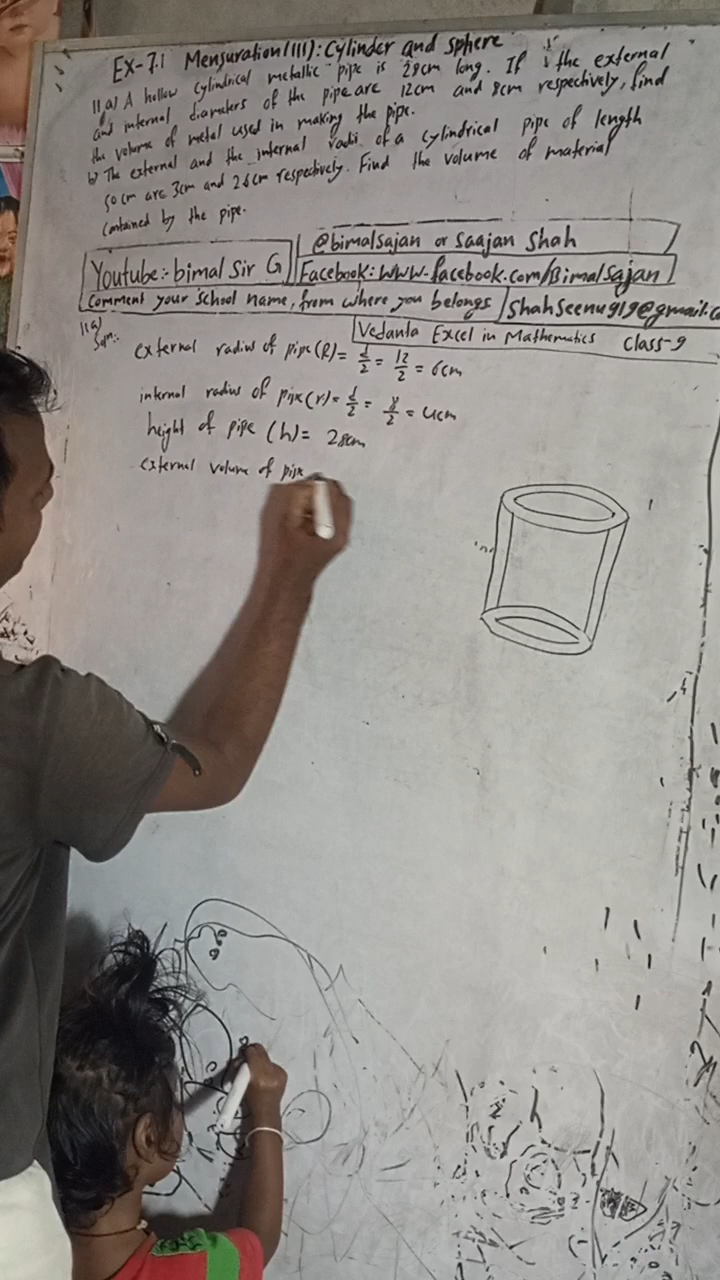 Ex-7.1 Mensuration(III): Cylinder and sphere
11.a) A hollow cylindrical metallic pipe is 28cm long. If the external
and internal diameters of the pipe are 12cm and 8cm respectively, find
the volume of metal used in making the pipe.
b) The external and the internal radii of a cylindrical pipe of length
50cm are 3cm and 2.6cm respectively. Find the volume of material
contained by the pipe.
@bimalsajan or Saajan Shah
Youtube:- bimal Sir G
Facebook: www.facebook.com/Bimalsajan
Comment your school name, from where you belongs
Shahseenu919@gmail.c
Vedanta Excel in Mathematics Class-9
11a)
Soln:-
external radius of pipe (R) = d/2 = 12/2 = 6cm
internal radius of pipe (r) = d/2 = 8/2 = 4cm
height of pipe (h) = 28cm
external volume of pipe